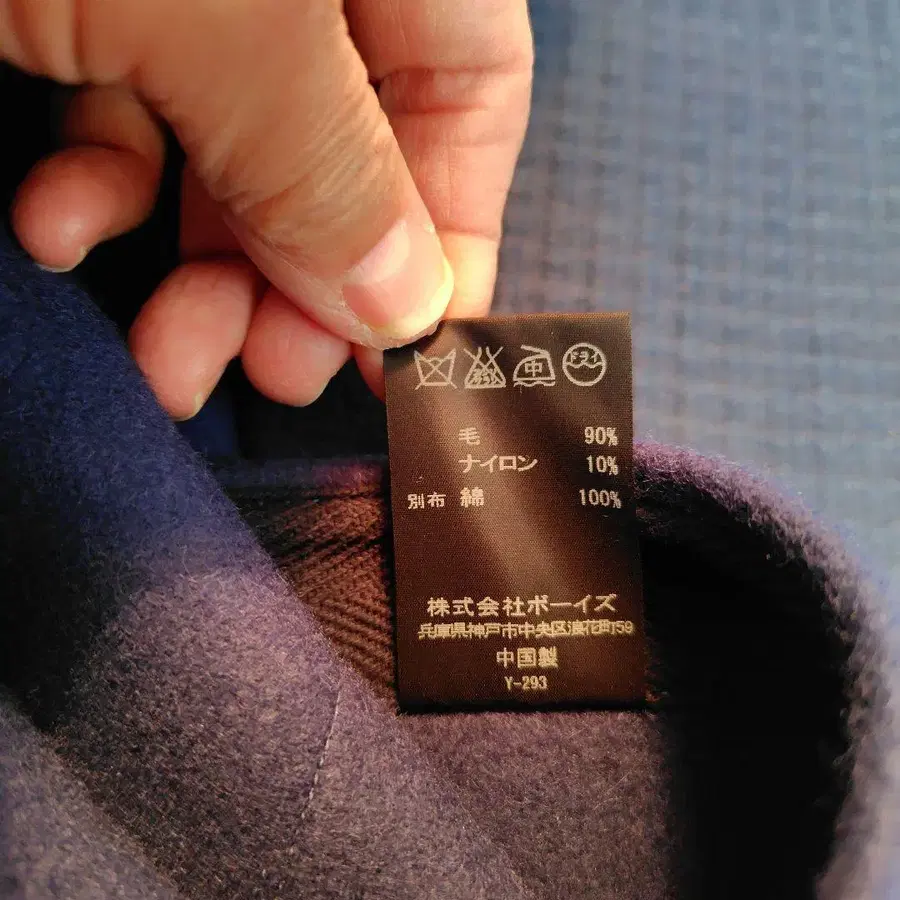 中 ドライ
毛 90%
ナイロン 10%
別布 綿 100%
株式会社ボーイズ
兵庫県神戸市中央区浪花町59
中国製
Y-293